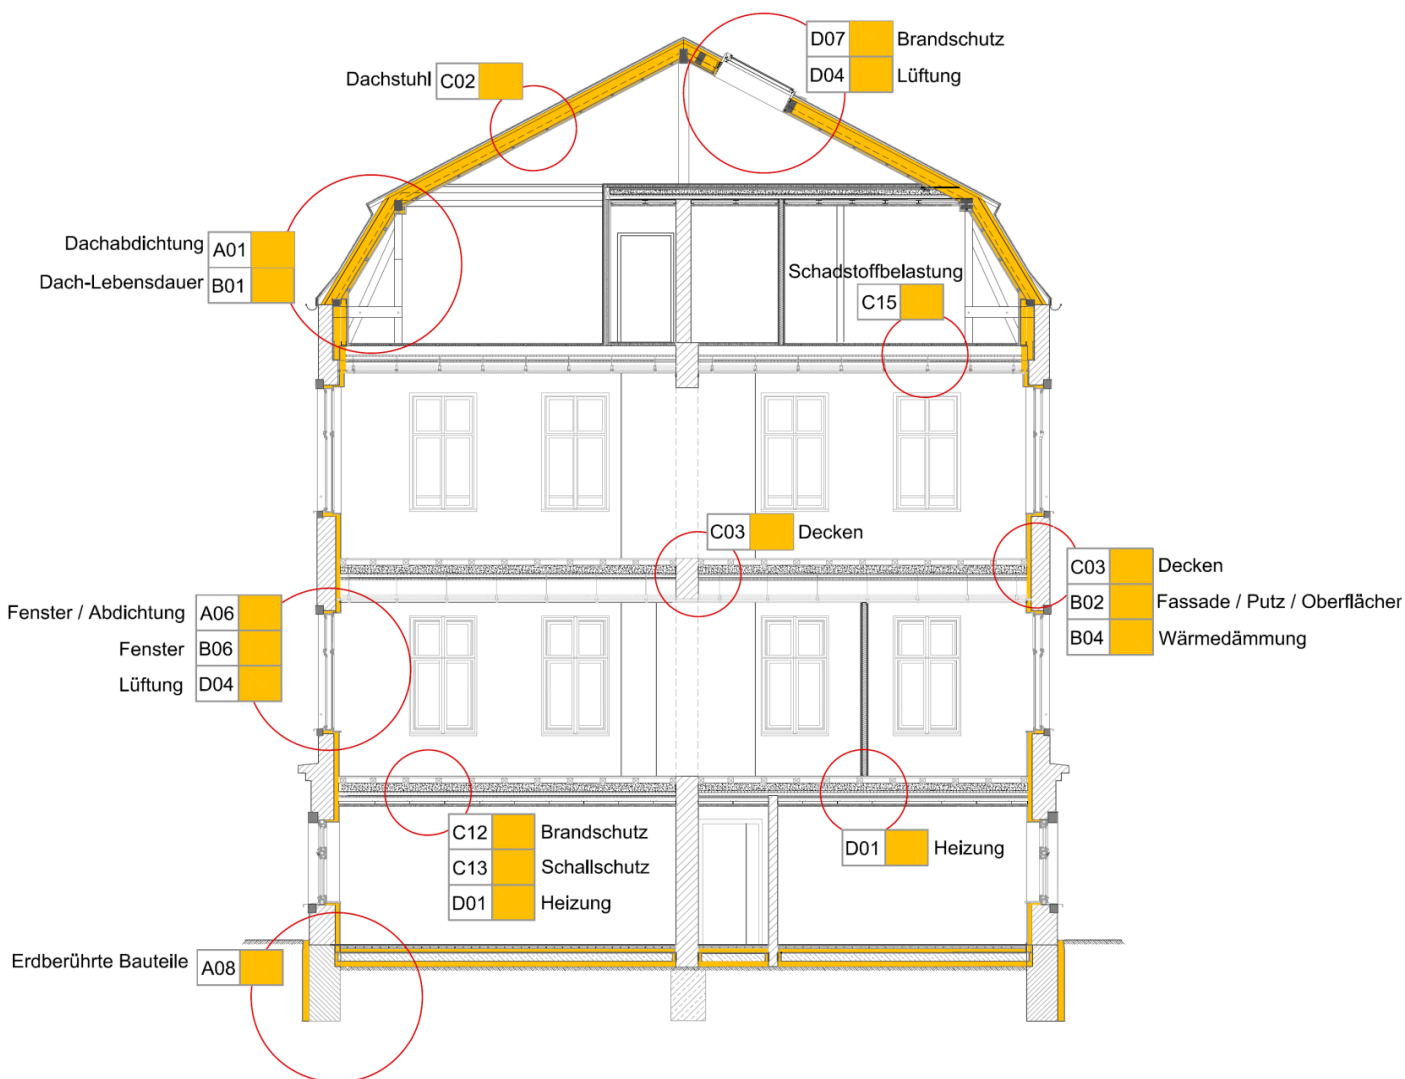 D07 Brandschutz
D04 Lüftung
Dachstuhl C02
Dachabdichtung A01
Dach-Lebensdauer B01
Schadstoffbelastung
C15
C03 Decken
C03 Decken
B02 Fassade / Putz / Oberflächer
B04 Wärmedämmung
Fenster / Abdichtung A06
Fenster B06
Lüftung D04
C12 Brandschutz
C13 Schallschutz
D01 Heizung
D01 Heizung
Erdberührte Bauteile A08